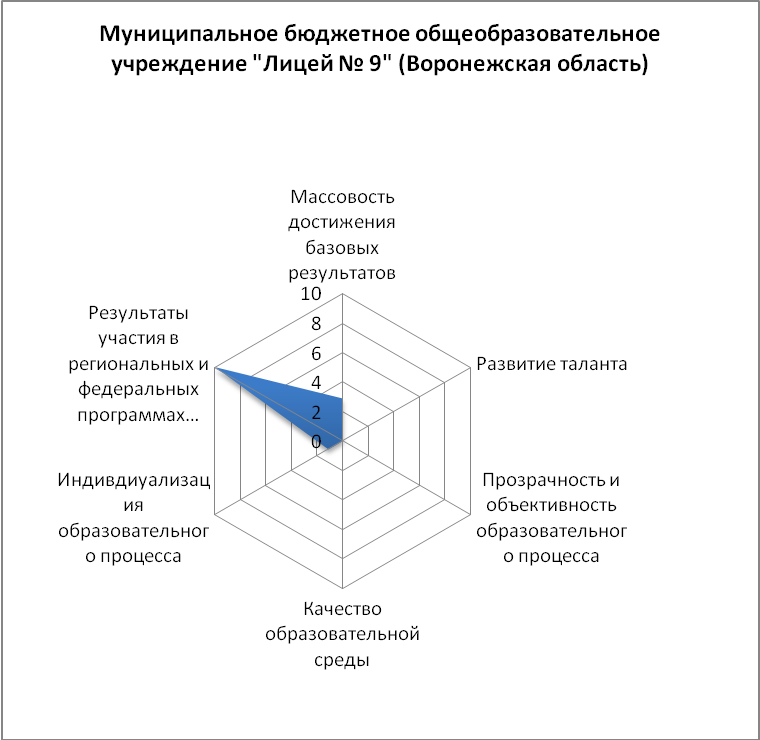 Муниципальное бюджетное общеобразовательное
учреждение "Лицей № 9" (Воронежская область)
Массовость
достижения
базовых
результатов
10
8
6
4
2
0
Развитие таланта
Прозрачность и
объективность
образовательног
о процесса
Качество
образовательной
среды
Индивдиуализац
ия
образовательног
о процесса
Результаты
участия в
региональных и
федеральных
программах...